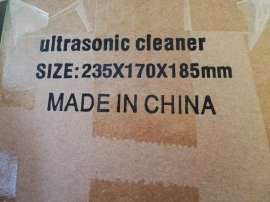 ultrasonic cleaner
SIZE:235X170X185mm
MADE IN CHINA